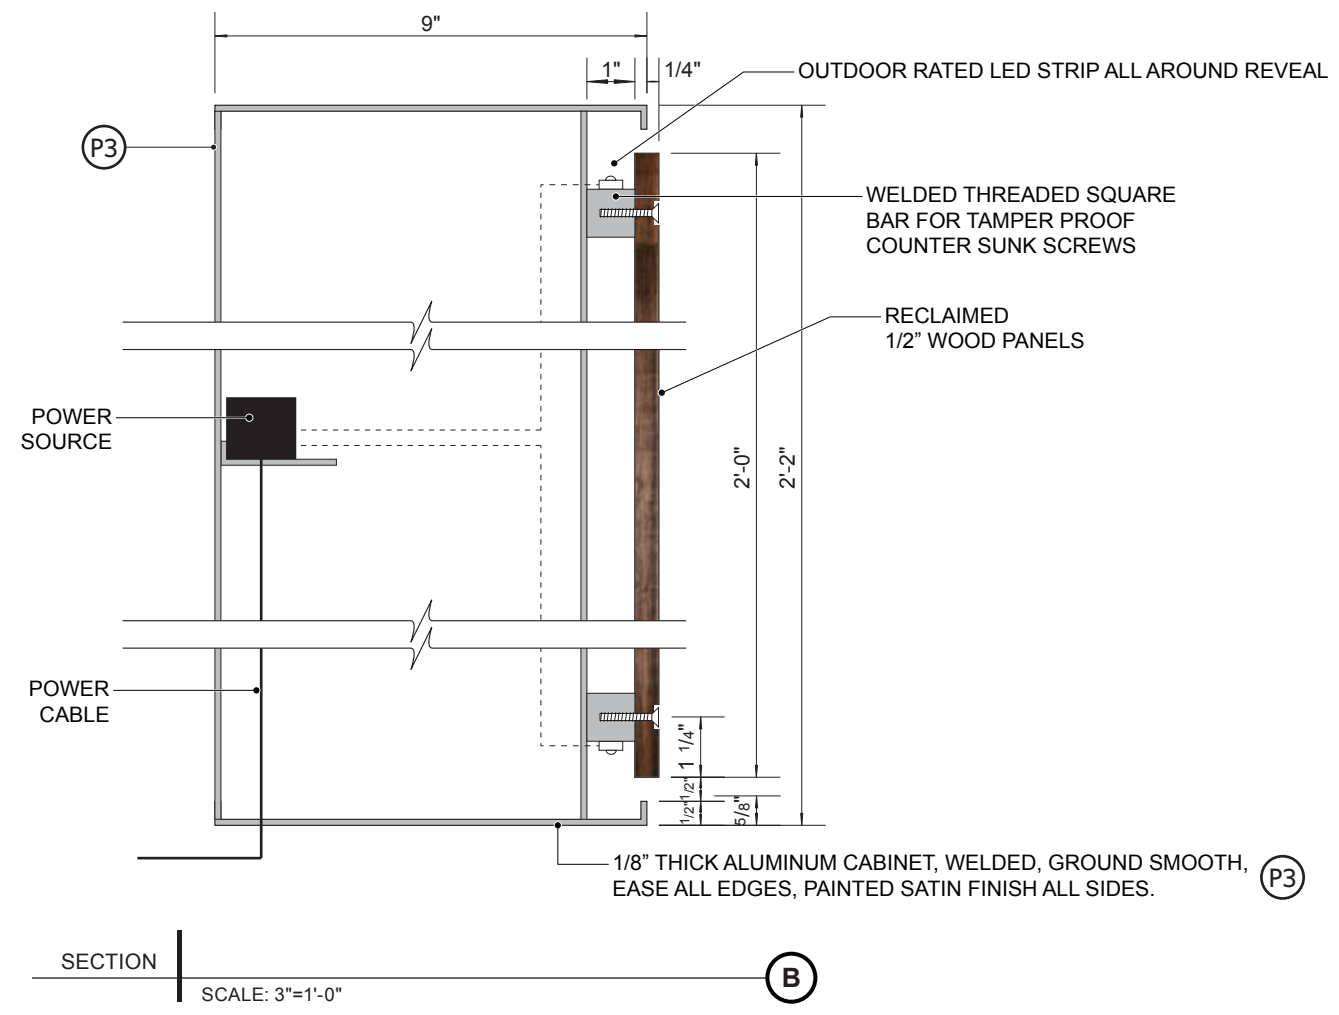 9"
1"
1/4"
OUTDOOR RATED LED STRIP ALL AROUND REVEAL
P3
WELDED THREADED SQUARE
BAR FOR TAMPER PROOF
COUNTER SUNK SCREWS
RECLAIMED
1/2” WOOD PANELS
POWER
SOURCE
2'-0"
2'-2"
POWER
CABLE
1 1/4"
1/2"
1/2"
5/8"
1/8” THICK ALUMINUM CABINET, WELDED, GROUND SMOOTH,
EASE ALL EDGES, PAINTED SATIN FINISH ALL SIDES.
P3
SECTION
B
SCALE: 3"=1'-0"